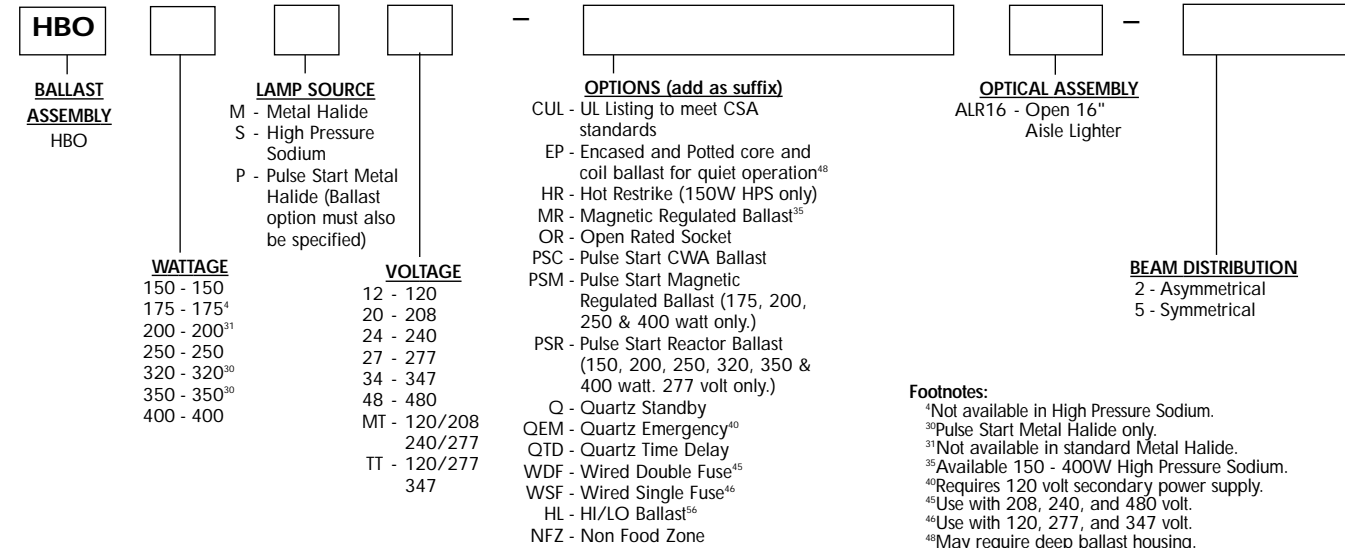 HBO
–
–
BALLAST
ASSEMBLY
HBO
WATTAGE
150 - 150
175 - 175⁴
200 - 200³¹
250 - 250
320 - 320³⁰
350 - 350³⁰
400 - 400
LAMP SOURCE
M - Metal Halide
S - High Pressure
Sodium
P - Pulse Start Metal
Halide (Ballast
option must also
be specified)
VOLTAGE
12 - 120
20 - 208
24 - 240
27 - 277
34 - 347
48 - 480
MT - 120/208
240/277
TT - 120/277
347
OPTIONS (add as suffix)
CUL - UL Listing to meet CSA
standards
EP - Encased and Potted core and
coil ballast for quiet operation⁴⁸
HR - Hot Restrike (150W HPS only)
MR - Magnetic Regulated Ballast³⁵
OR - Open Rated Socket
PSC - Pulse Start CWA Ballast
PSM - Pulse Start Magnetic
Regulated Ballast (175, 200,
250 & 400 watt only.)
PSR - Pulse Start Reactor Ballast
(150, 200, 250, 320, 350 &
400 watt. 277 volt only.)
Q - Quartz Standby
QEM - Quartz Emergency⁴⁰
QTD - Quartz Time Delay
WDF - Wired Double Fuse⁴⁵
WSF - Wired Single Fuse⁴⁶
HL - HI/LO Ballast⁵⁶
NFZ - Non Food Zone
OPTICAL ASSEMBLY
ALR16 - Open 16"
Aisle Lighter
BEAM DISTRIBUTION
2 - Asymmetrical
5 - Symmetrical
Footnotes:
⁴Not available in High Pressure Sodium.
³⁰Pulse Start Metal Halide only.
³¹Not available in standard Metal Halide.
³⁵Available 150 - 400W High Pressure Sodium.
⁴⁰Requires 120 volt secondary power supply.
⁴⁵Use with 208, 240, and 480 volt.
⁴⁶Use with 120, 277, and 347 volt.
⁴⁸May require deep ballast housing.